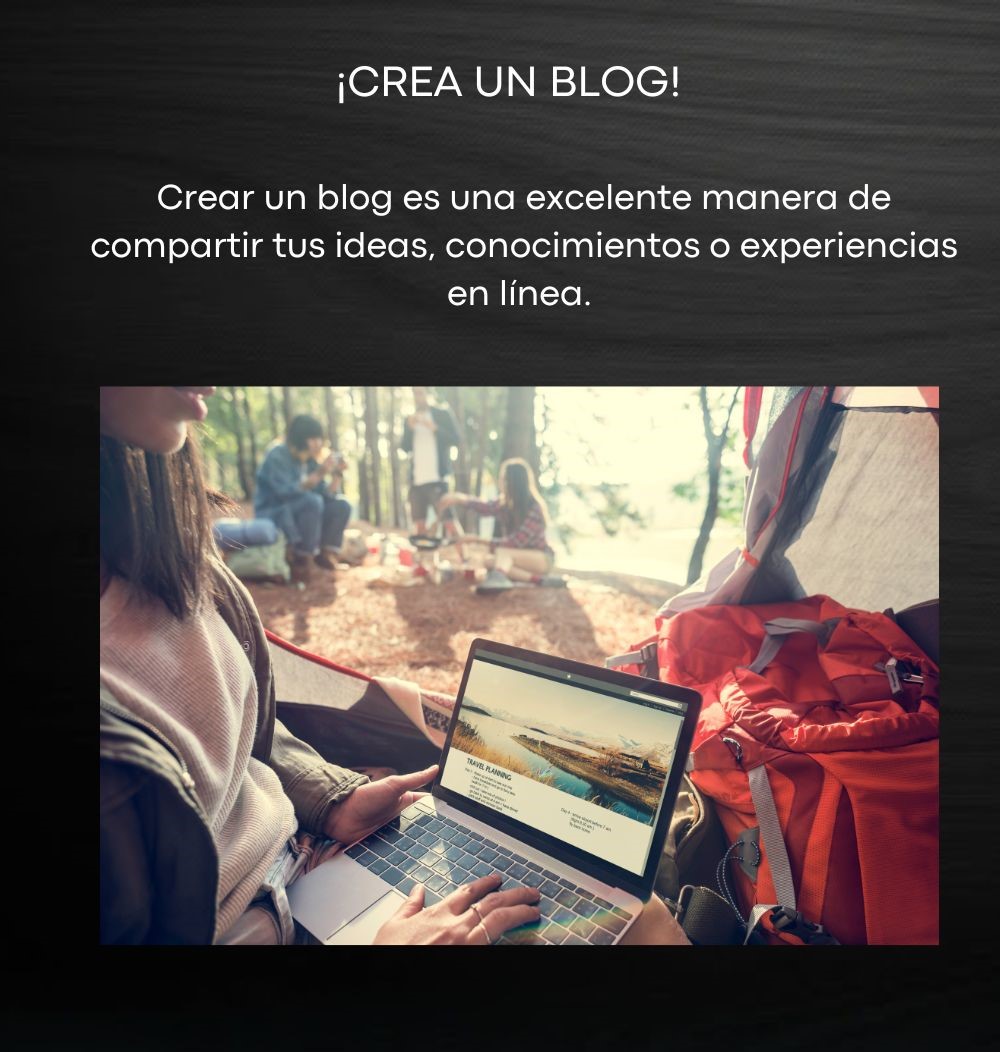 ¡CREA UN BLOG!
Crear un blog es una excelente manera de
compartir tus ideas, conocimientos o experiencias
en línea.
TRAVEL PLANNING